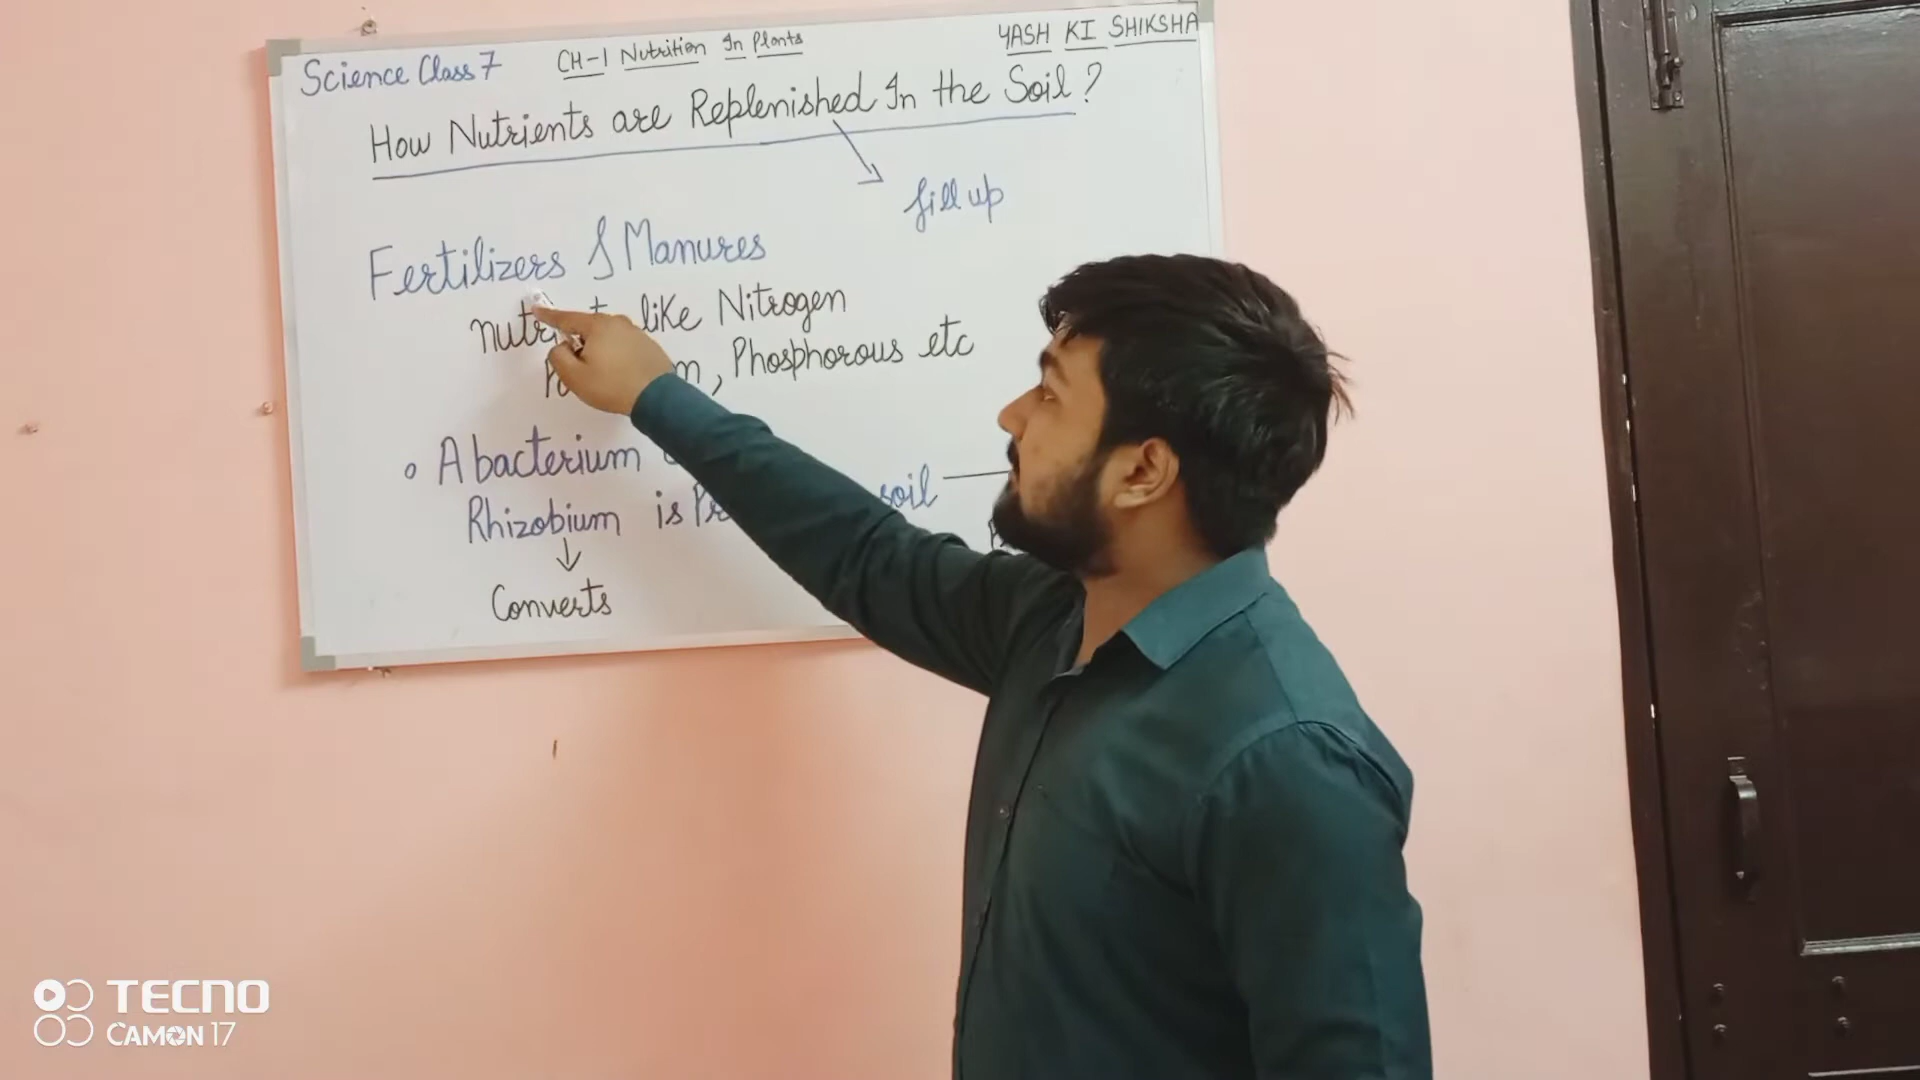 Science Class 7
CH-1 Nutrition In Plants
YASH KI SHIKSHA
How Nutrients are Replenished In the Soil?
fill up
Fertilizers & Manures
like Nitrogen
, Phosphorous etc
A bacterium
Rhizobium is soil
Converts
TECNO
CAMON 17